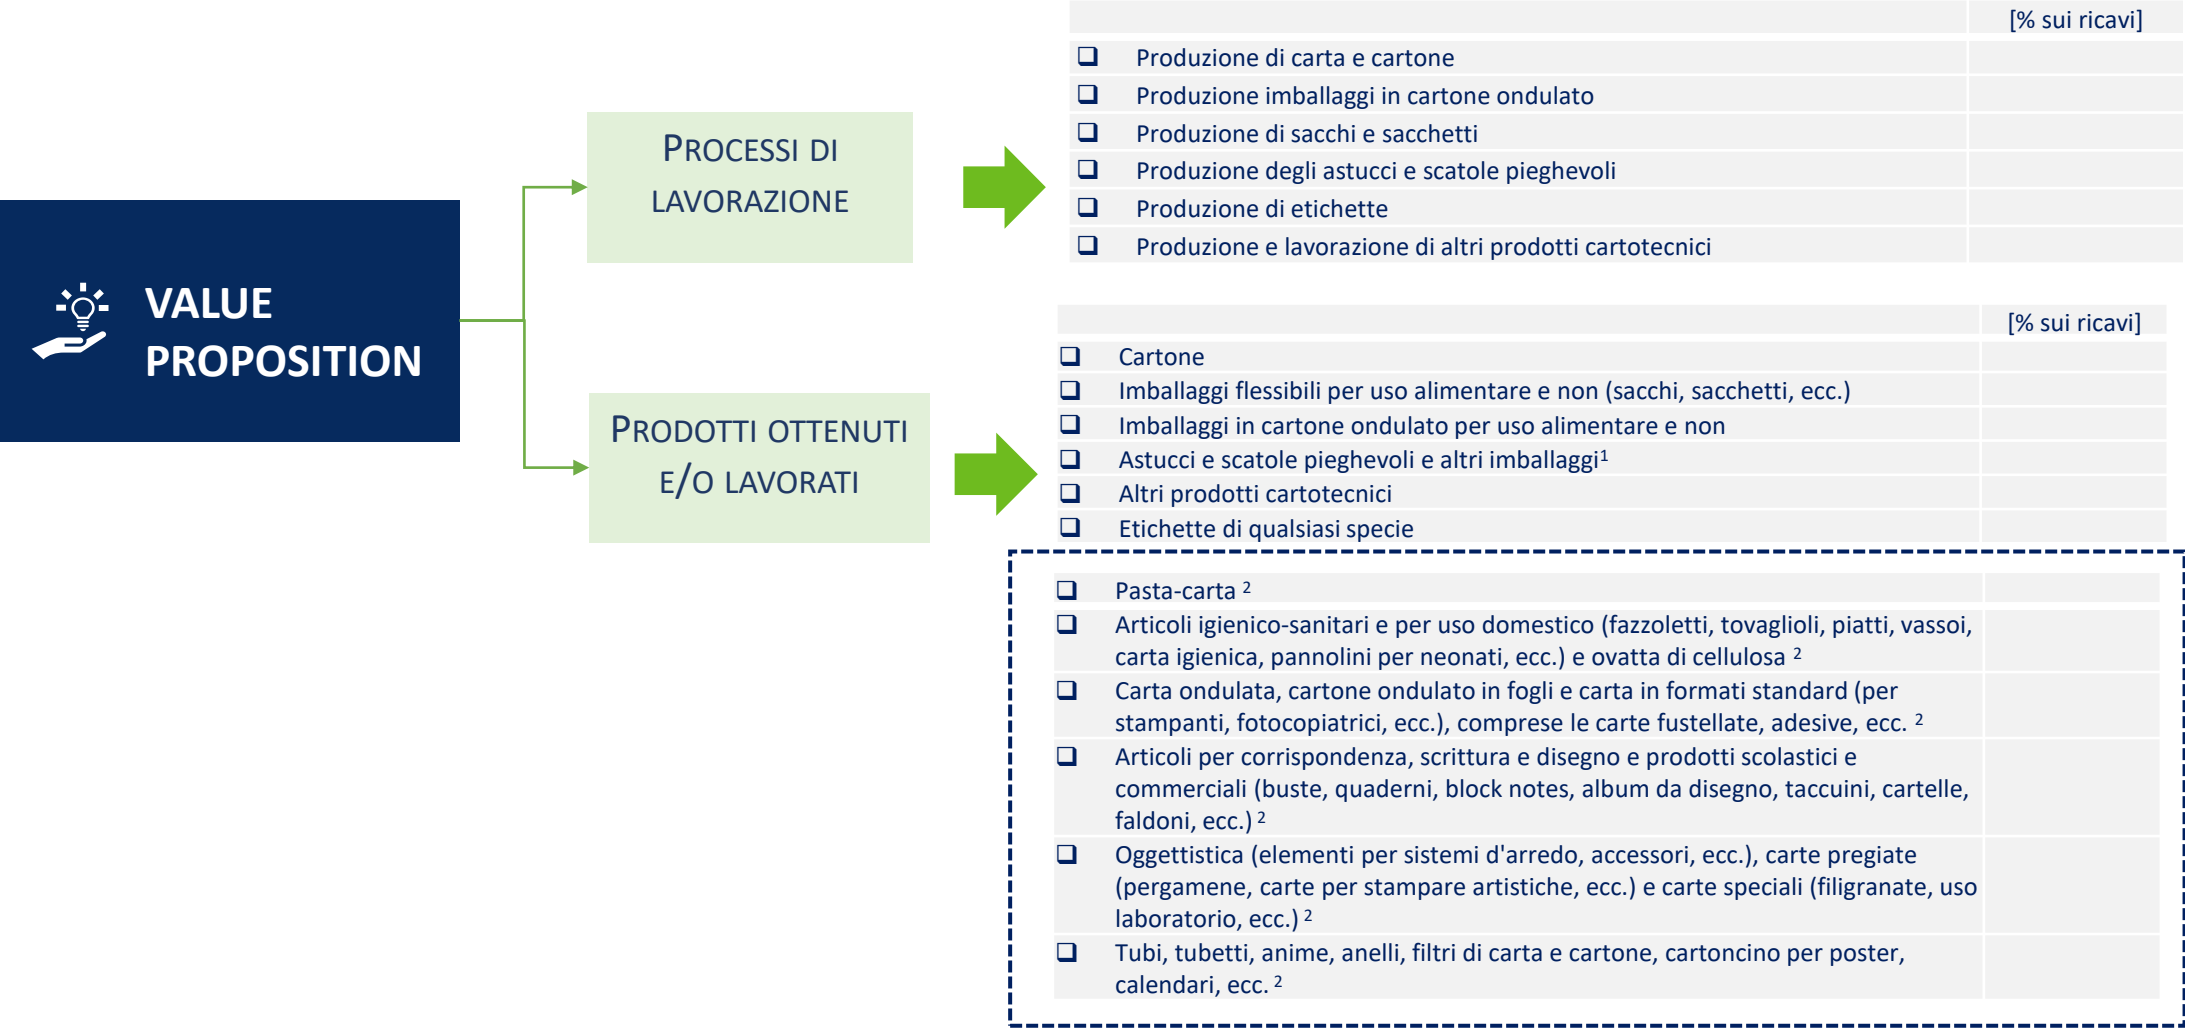 VALUE
PROPOSITION
PROCESSI DI
LAVORAZIONE
[% sui ricavi]
❑ Produzione di carta e cartone
❑ Produzione imballaggi in cartone ondulato
❑ Produzione di sacchi e sacchetti
❑ Produzione degli astucci e scatole pieghevoli
❑ Produzione di etichette
❑ Produzione e lavorazione di altri prodotti cartotecnici
PRODOTTI OTTENUTI
E/O LAVORATI
[% sui ricavi]
❑ Cartone
❑ Imballaggi flessibili per uso alimentare e non (sacchi, sacchetti, ecc.)
❑ Imballaggi in cartone ondulato per uso alimentare e non
❑ Astucci e scatole pieghevoli e altri imballaggi¹
❑ Altri prodotti cartotecnici
❑ Etichette di qualsiasi specie
❑ Pasta-carta ²
❑ Articoli igienico-sanitari e per uso domestico (fazzoletti, tovaglioli, piatti, vassoi,
carta igienica, pannolini per neonati, ecc.) e ovatta di cellulosa ²
❑ Carta ondulata, cartone ondulato in fogli e carta in formati standard (per
stampanti, fotocopiatrici, ecc.), comprese le carte fustellate, adesive, ecc. ²
❑ Articoli per corrispondenza, scrittura e disegno e prodotti scolastici e
commerciali (buste, quaderni, block notes, album da disegno, taccuini, cartelle,
faldoni, ecc.) ²
❑ Oggettistica (elementi per sistemi d'arredo, accessori, ecc.), carte pregiate
(pergamene, carte per stampare artistiche, ecc.) e carte speciali (filigranate, uso
laboratorio, ecc.) ²
❑ Tubi, tubetti, anime, anelli, filtri di carta e cartone, cartoncino per poster,
calendari, ecc. ²